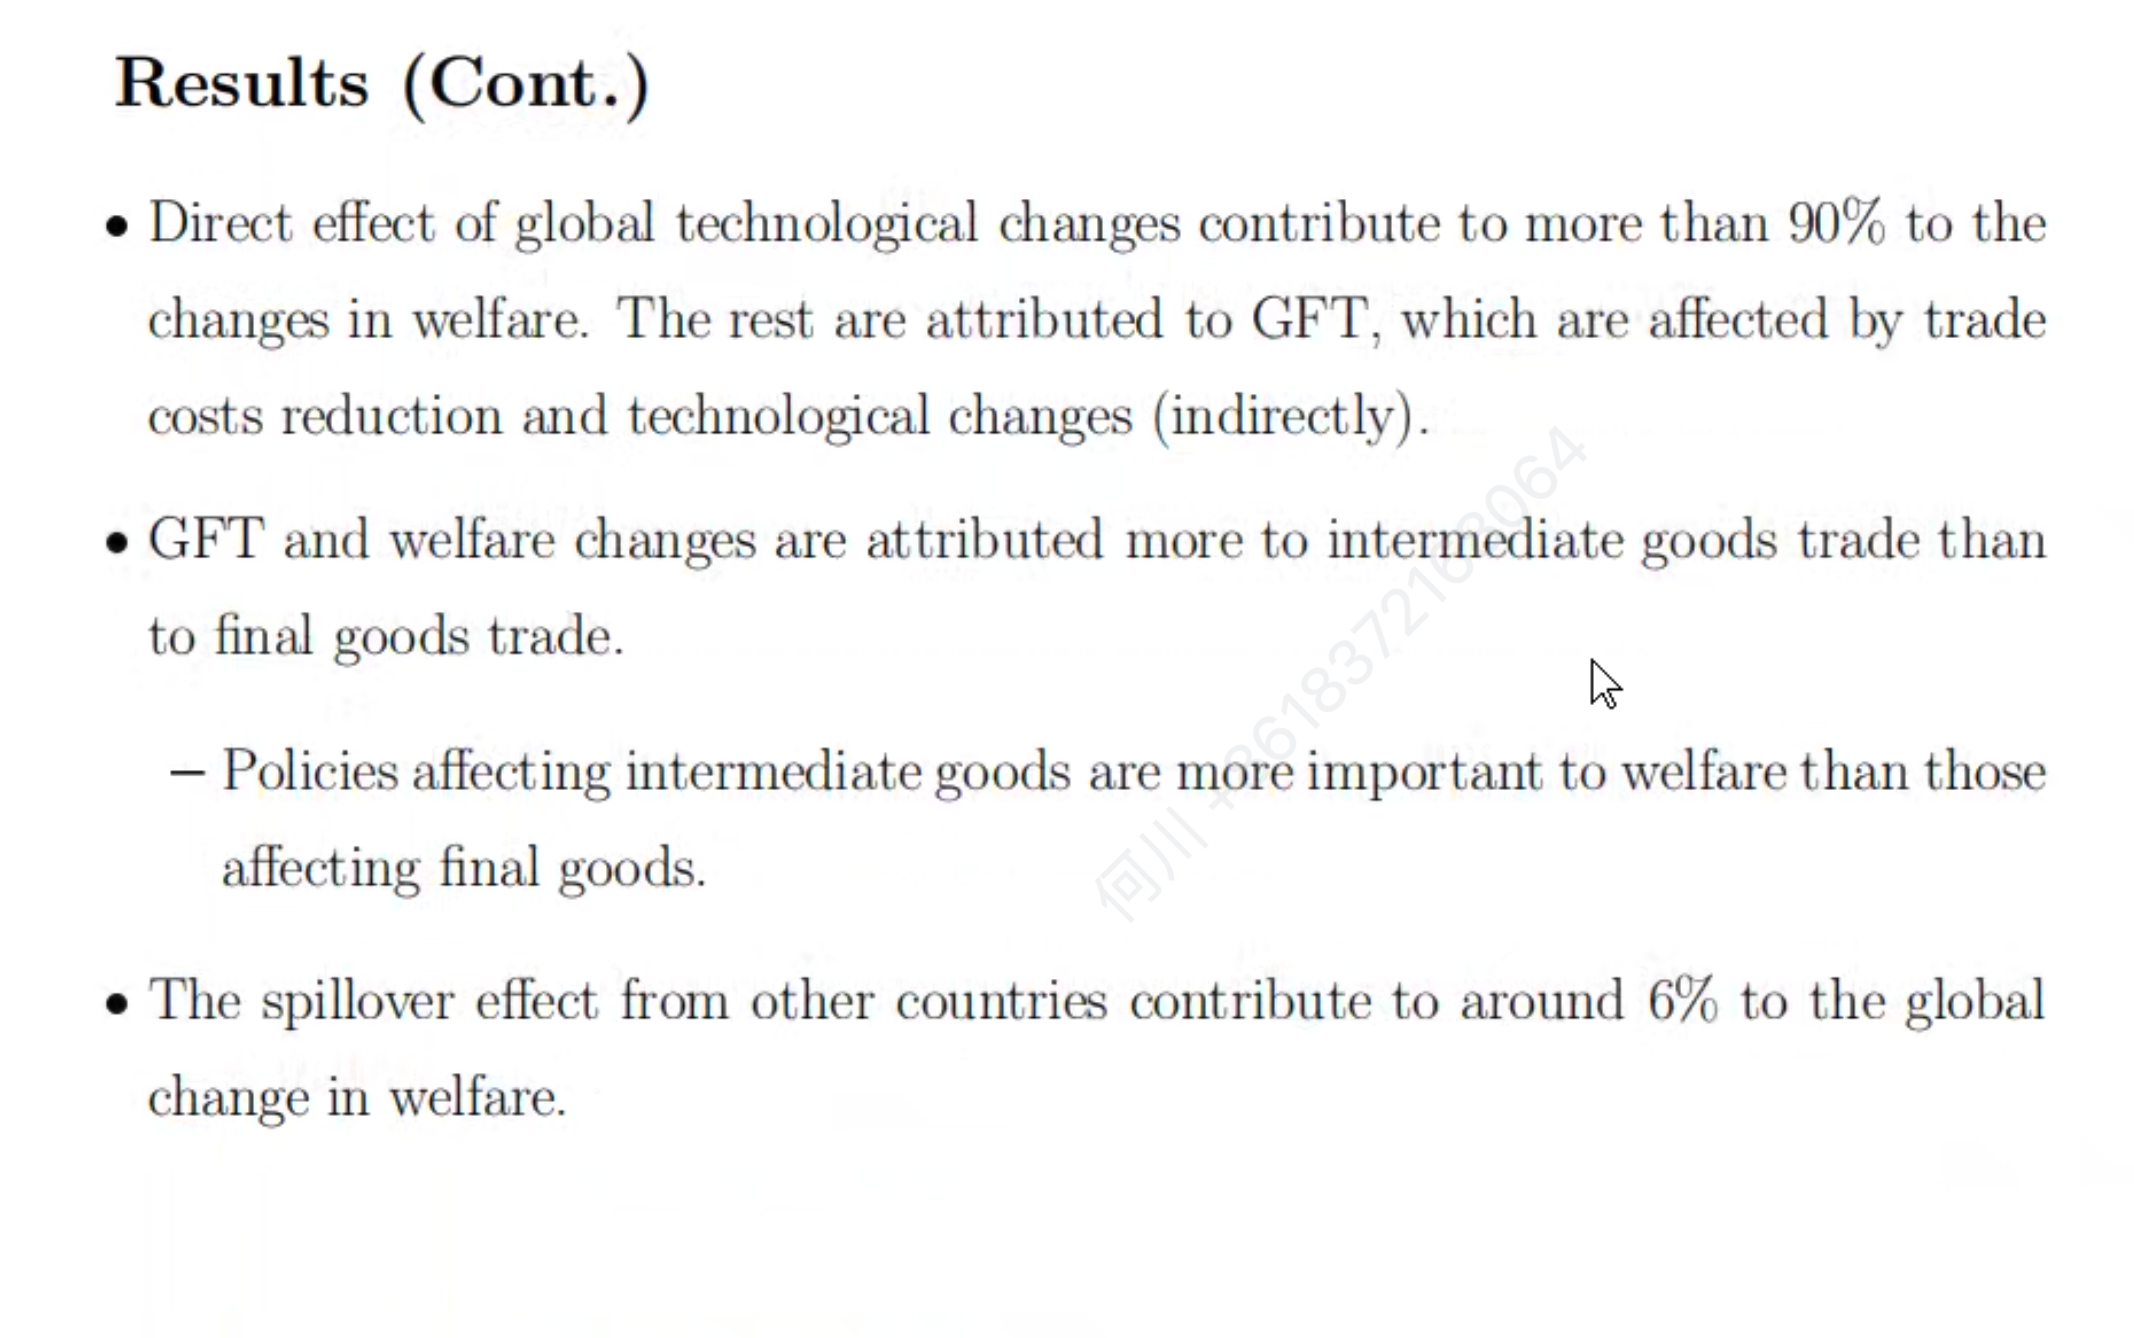 Results (Cont.)
• Direct effect of global technological changes contribute to more than 90% to the
changes in welfare. The rest are attributed to GFT, which are affected by trade
costs reduction and technological changes (indirectly).
• GFT and welfare changes are attributed more to intermediate goods trade than
to final goods trade.
– Policies affecting intermediate goods are more important to welfare than those
affecting final goods.
• The spillover effect from other countries contribute to around 6% to the global
change in welfare.
何川 +8618372168064